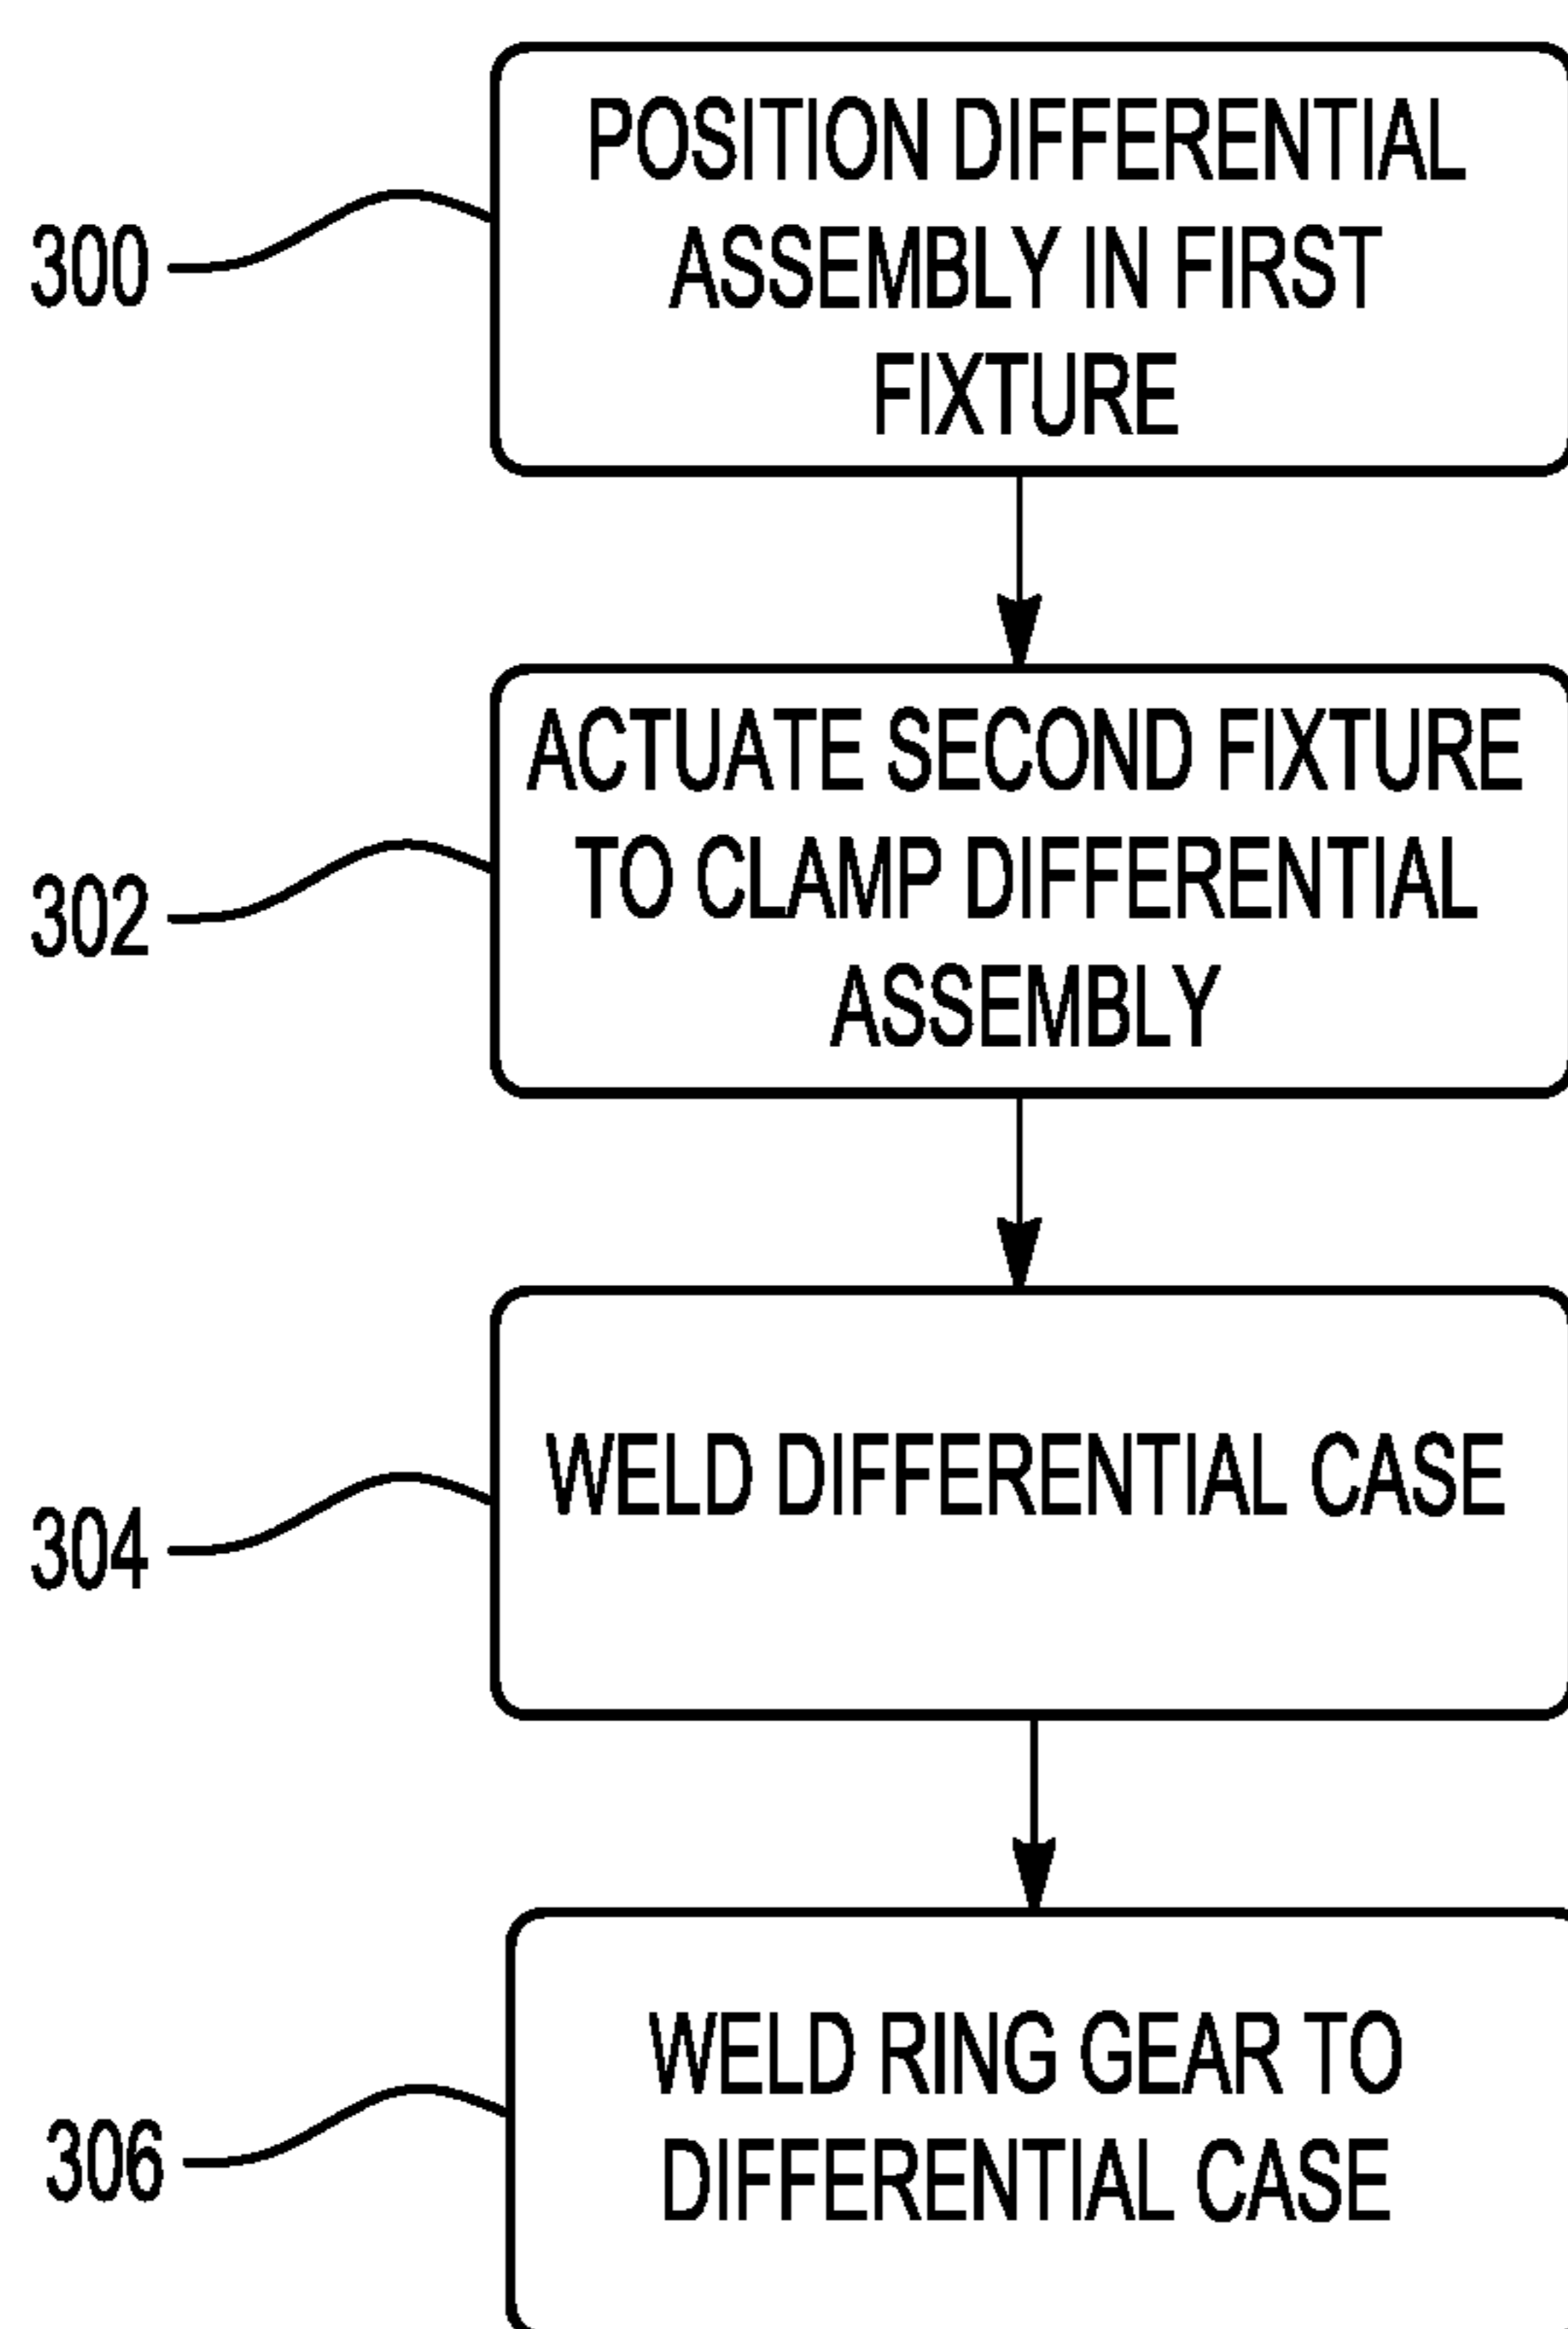 POSITION DIFFERENTIAL
ASSEMBLY IN FIRST
FIXTURE
300
ACTUATE SECOND FIXTURE
TO CLAMP DIFFERENTIAL
ASSEMBLY
302
WELD DIFFERENTIAL CASE
304
WELD RING GEAR TO
DIFFERENTIAL CASE
306